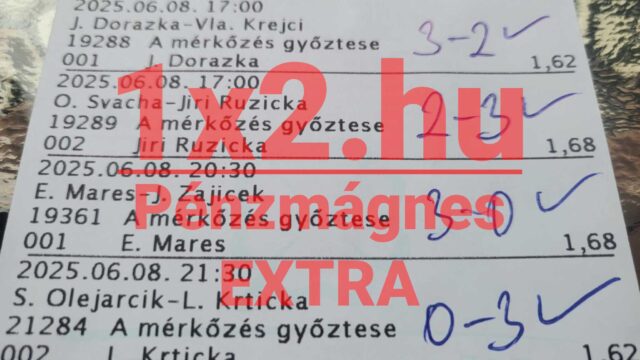 2025.06.08. 17:00
J. Dorazka-Vla. Krejci
19288 A mérkőzés győztese 3-2 ✓
001 J. Dorazka 1,62
2025.06.08. 17:00
O. Svacha-Jiri Ruzicka
19289 A mérkőzés győztese 2-3 ✓
002 Jiri Ruzicka 1,68
2025.06.08. 20:30
E. Mares-J. Zajicek
19361 A mérkőzés győztese 3-0 ✓
001 E. Mares 1,68
2025.06.08. 21:30
S. Olejarcik-L. Krticka
21284 A mérkőzés győztese 0-3 ✓
002 L. Krticka 1,62
1x2.hu
Pénzmágnes
EXTRA